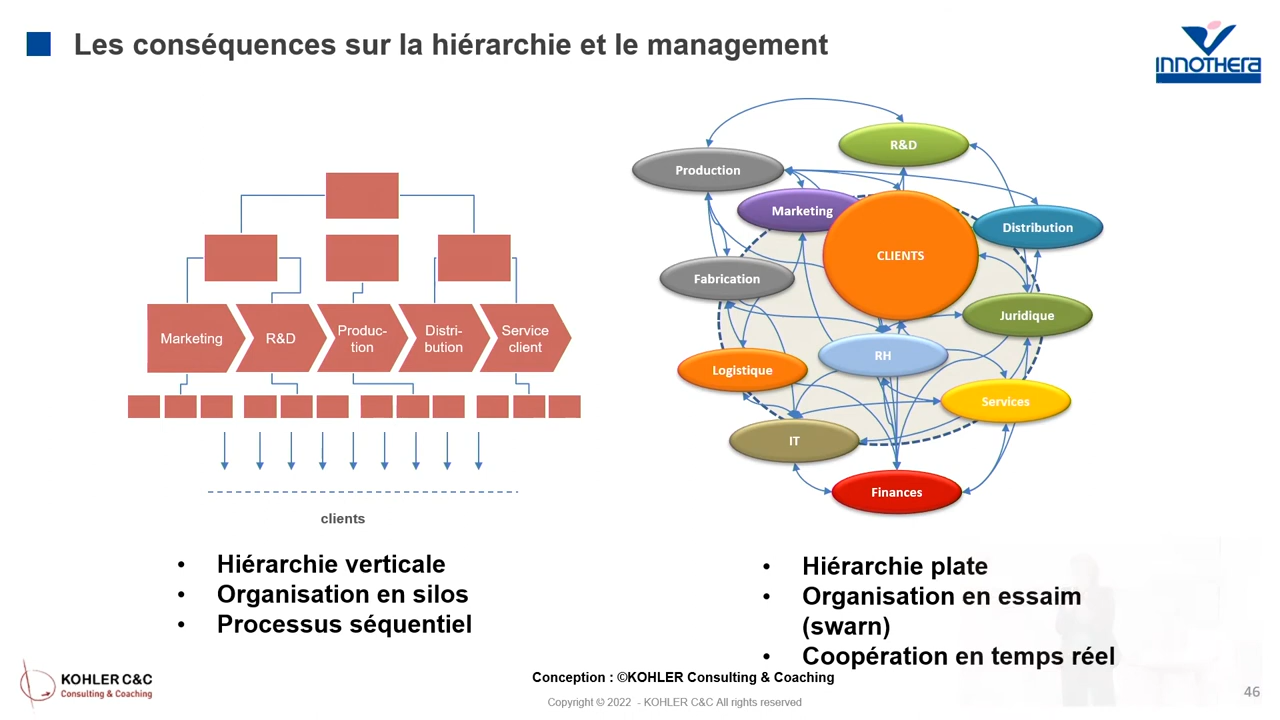 Les conséquences sur la hiérarchie et le management
INNOTHERA
Marketing
R&D
Produc-
tion
Distri-
bution
Service
client
clients
• Hiérarchie verticale
• Organisation en silos
• Processus séquentiel
R&D
Production
Marketing
CLIENTS
Distribution
Fabrication
Juridique
RH
Logistique
Services
IT
Finances
• Hiérarchie plate
• Organisation en essaim
(swarn)
• Coopération en temps réel
KOHLER C&C
Consulting & Coaching
Conception : ©KOHLER Consulting & Coaching
Copyright © 2022 - KOHLER C&C All rights reserved
46